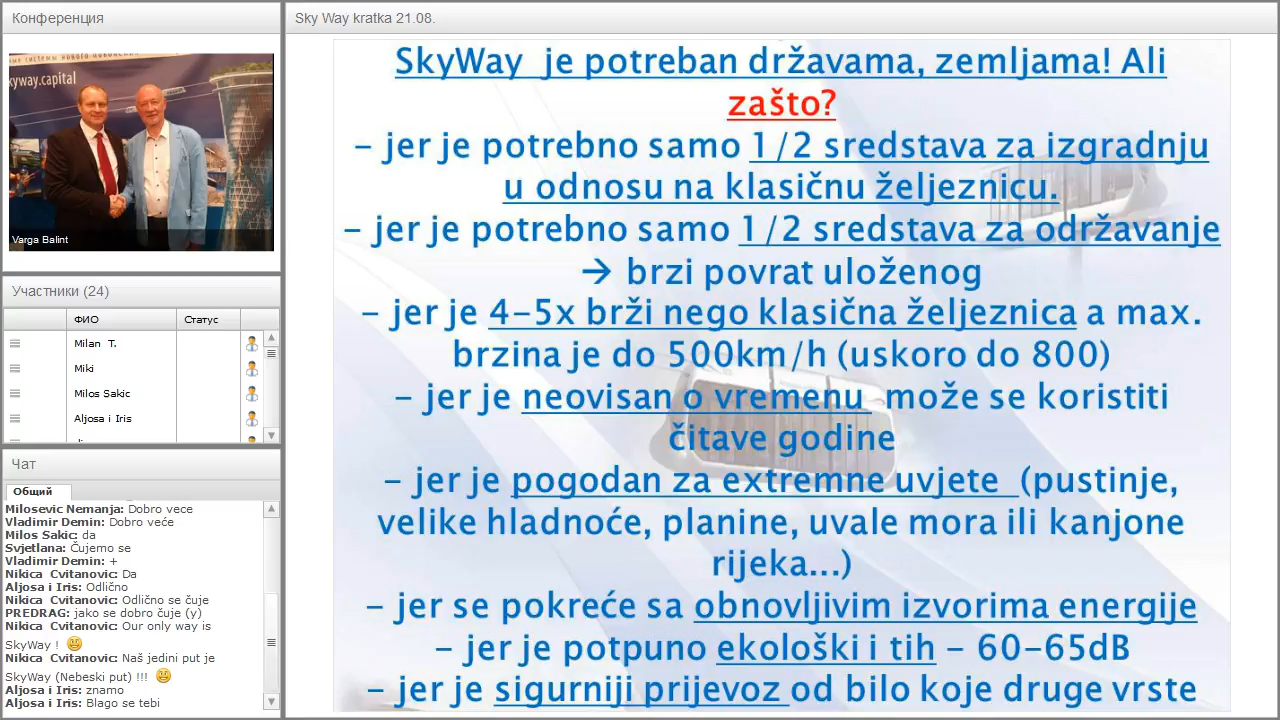 Конференция
kyway.capital
Varga Balint
Участники (24)
ФИО
Статус
Milan T.
Miki
Milos Sakic
Aljosa i Iris
Чат
Общий
Milosevic Nemanja: Dobro vece
Vladimir Demin: Dobro veče
Milos Sakic: da
Svjetlana: Čujemo se
Vladimir Demin: +
Nikica Cvitanovic: Da
Aljosa i Iris: Odlično
Nikica Cvitanovic: Odlično se čuje
PREDRAG: jako se dobro čuje (y)
Nikica Cvitanovic: Our only way is
SkyWay !
Nikica Cvitanovic: Naš jedini put je
SkyWay (Nebeski put) !!!
Aljosa i Iris: znamo
Aljosa i Iris: Blago se tebi
Sky Way kratka 21.08.
SkyWay je potreban državama, zemljama! Ali
zašto?
- jer je potrebno samo 1/2 sredstava za izgradnju
u odnosu na klasičnu željeznicu.
- jer je potrebno samo 1/2 sredstava za održavanje
→ brzi povrat uloženog
- jer je 4-5x brži nego klasična željeznica a max.
brzina je do 500km/h (uskoro do 800)
- jer je neovisan o vremenu može se koristiti
čitave godine
- jer je pogodan za extremne uvjete (pustinje,
velike hladnoće, planine, uvale mora ili kanjone
rijeka...)
- jer se pokreće sa obnovljivim izvorima energije
- jer je potpuno ekološki i tih - 60-65dB
- jer je sigurniji prijevoz od bilo koje druge vrste